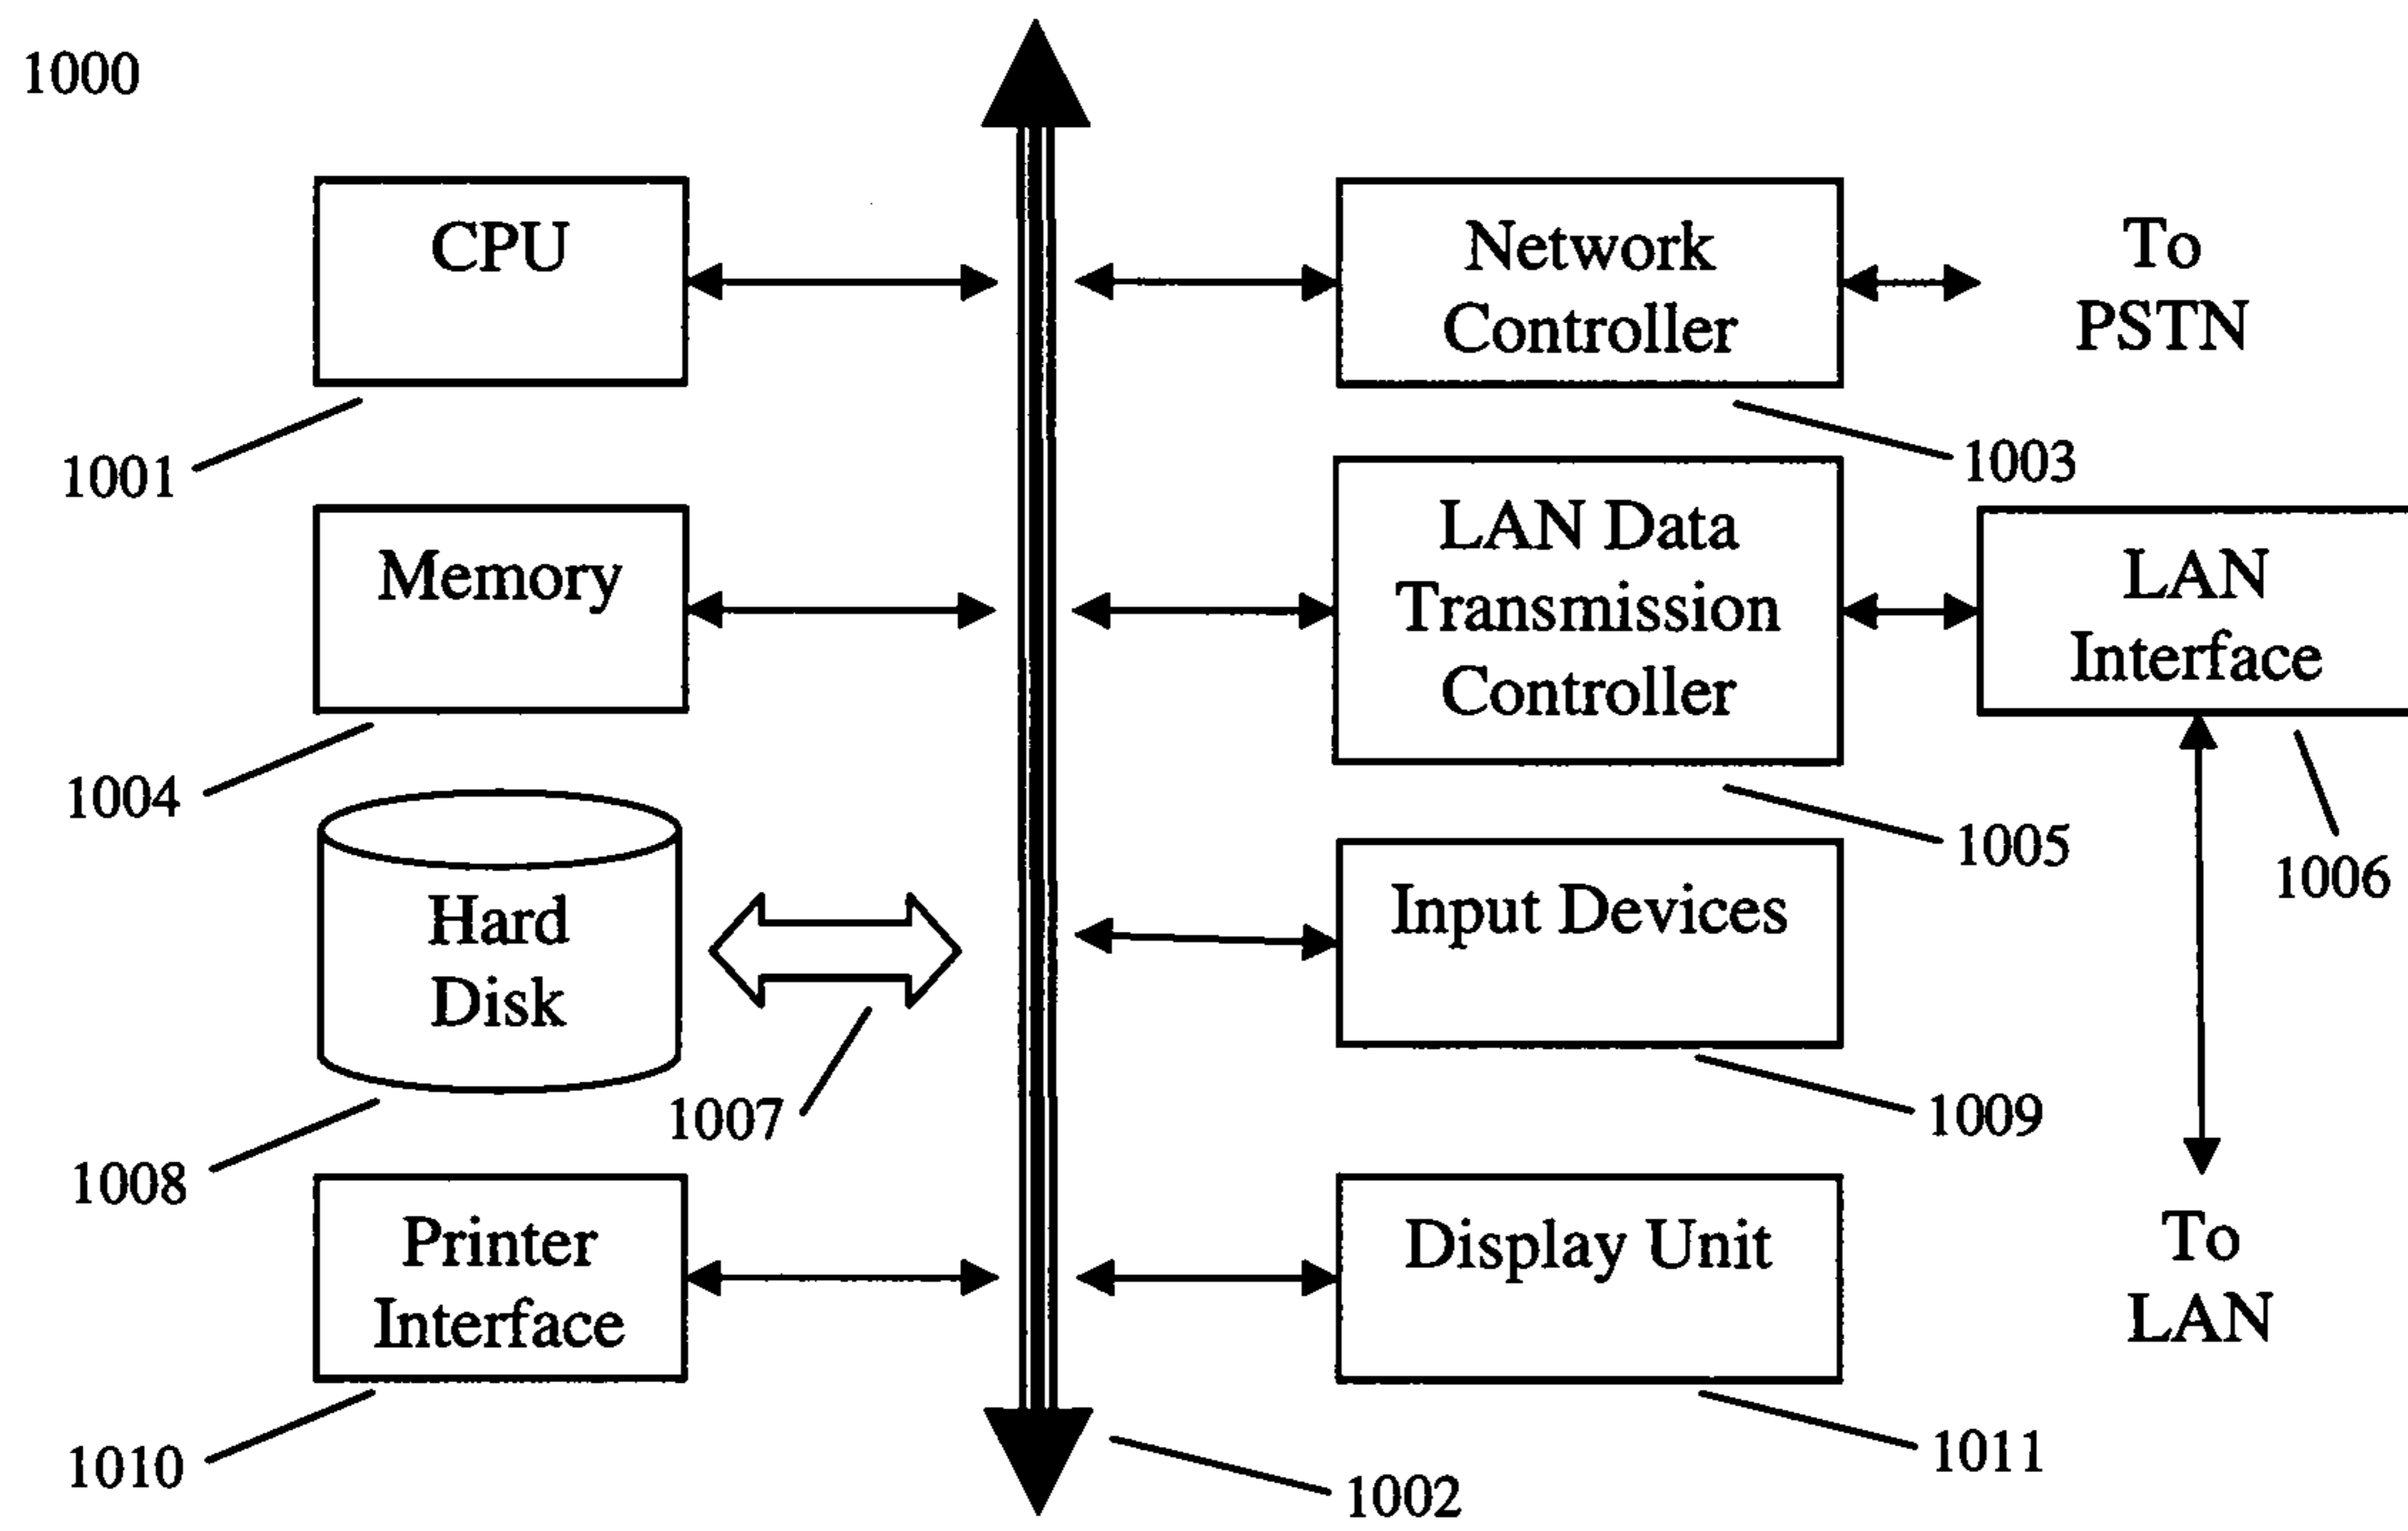 1000
CPU
1001
Network
Controller
1003
To
PSTN
Memory
1004
LAN Data
Transmission
Controller
1005
LAN
Interface
1006
Hard
Disk
1008
1007
Input Devices
1009
Printer
Interface
1010
Display Unit
1011
To
LAN
1002